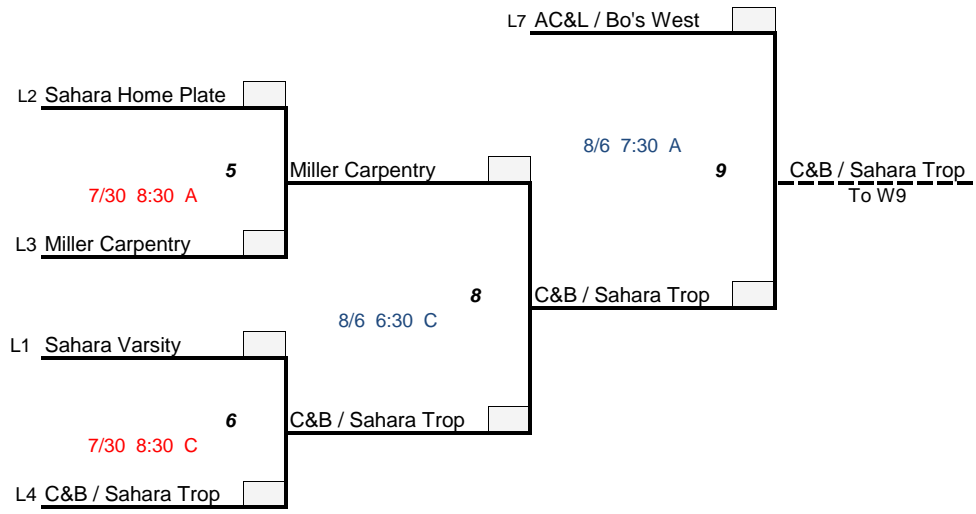 L7 AC&L / Bo's West
L2 Sahara Home Plate
8/6 7:30 A
5 Miller Carpentry
9 C&B / Sahara Trop
7/30 8:30 A
To W9
L3 Miller Carpentry
8 C&B / Sahara Trop
8/6 6:30 C
L1 Sahara Varsity
6 C&B / Sahara Trop
7/30 8:30 C
L4 C&B / Sahara Trop